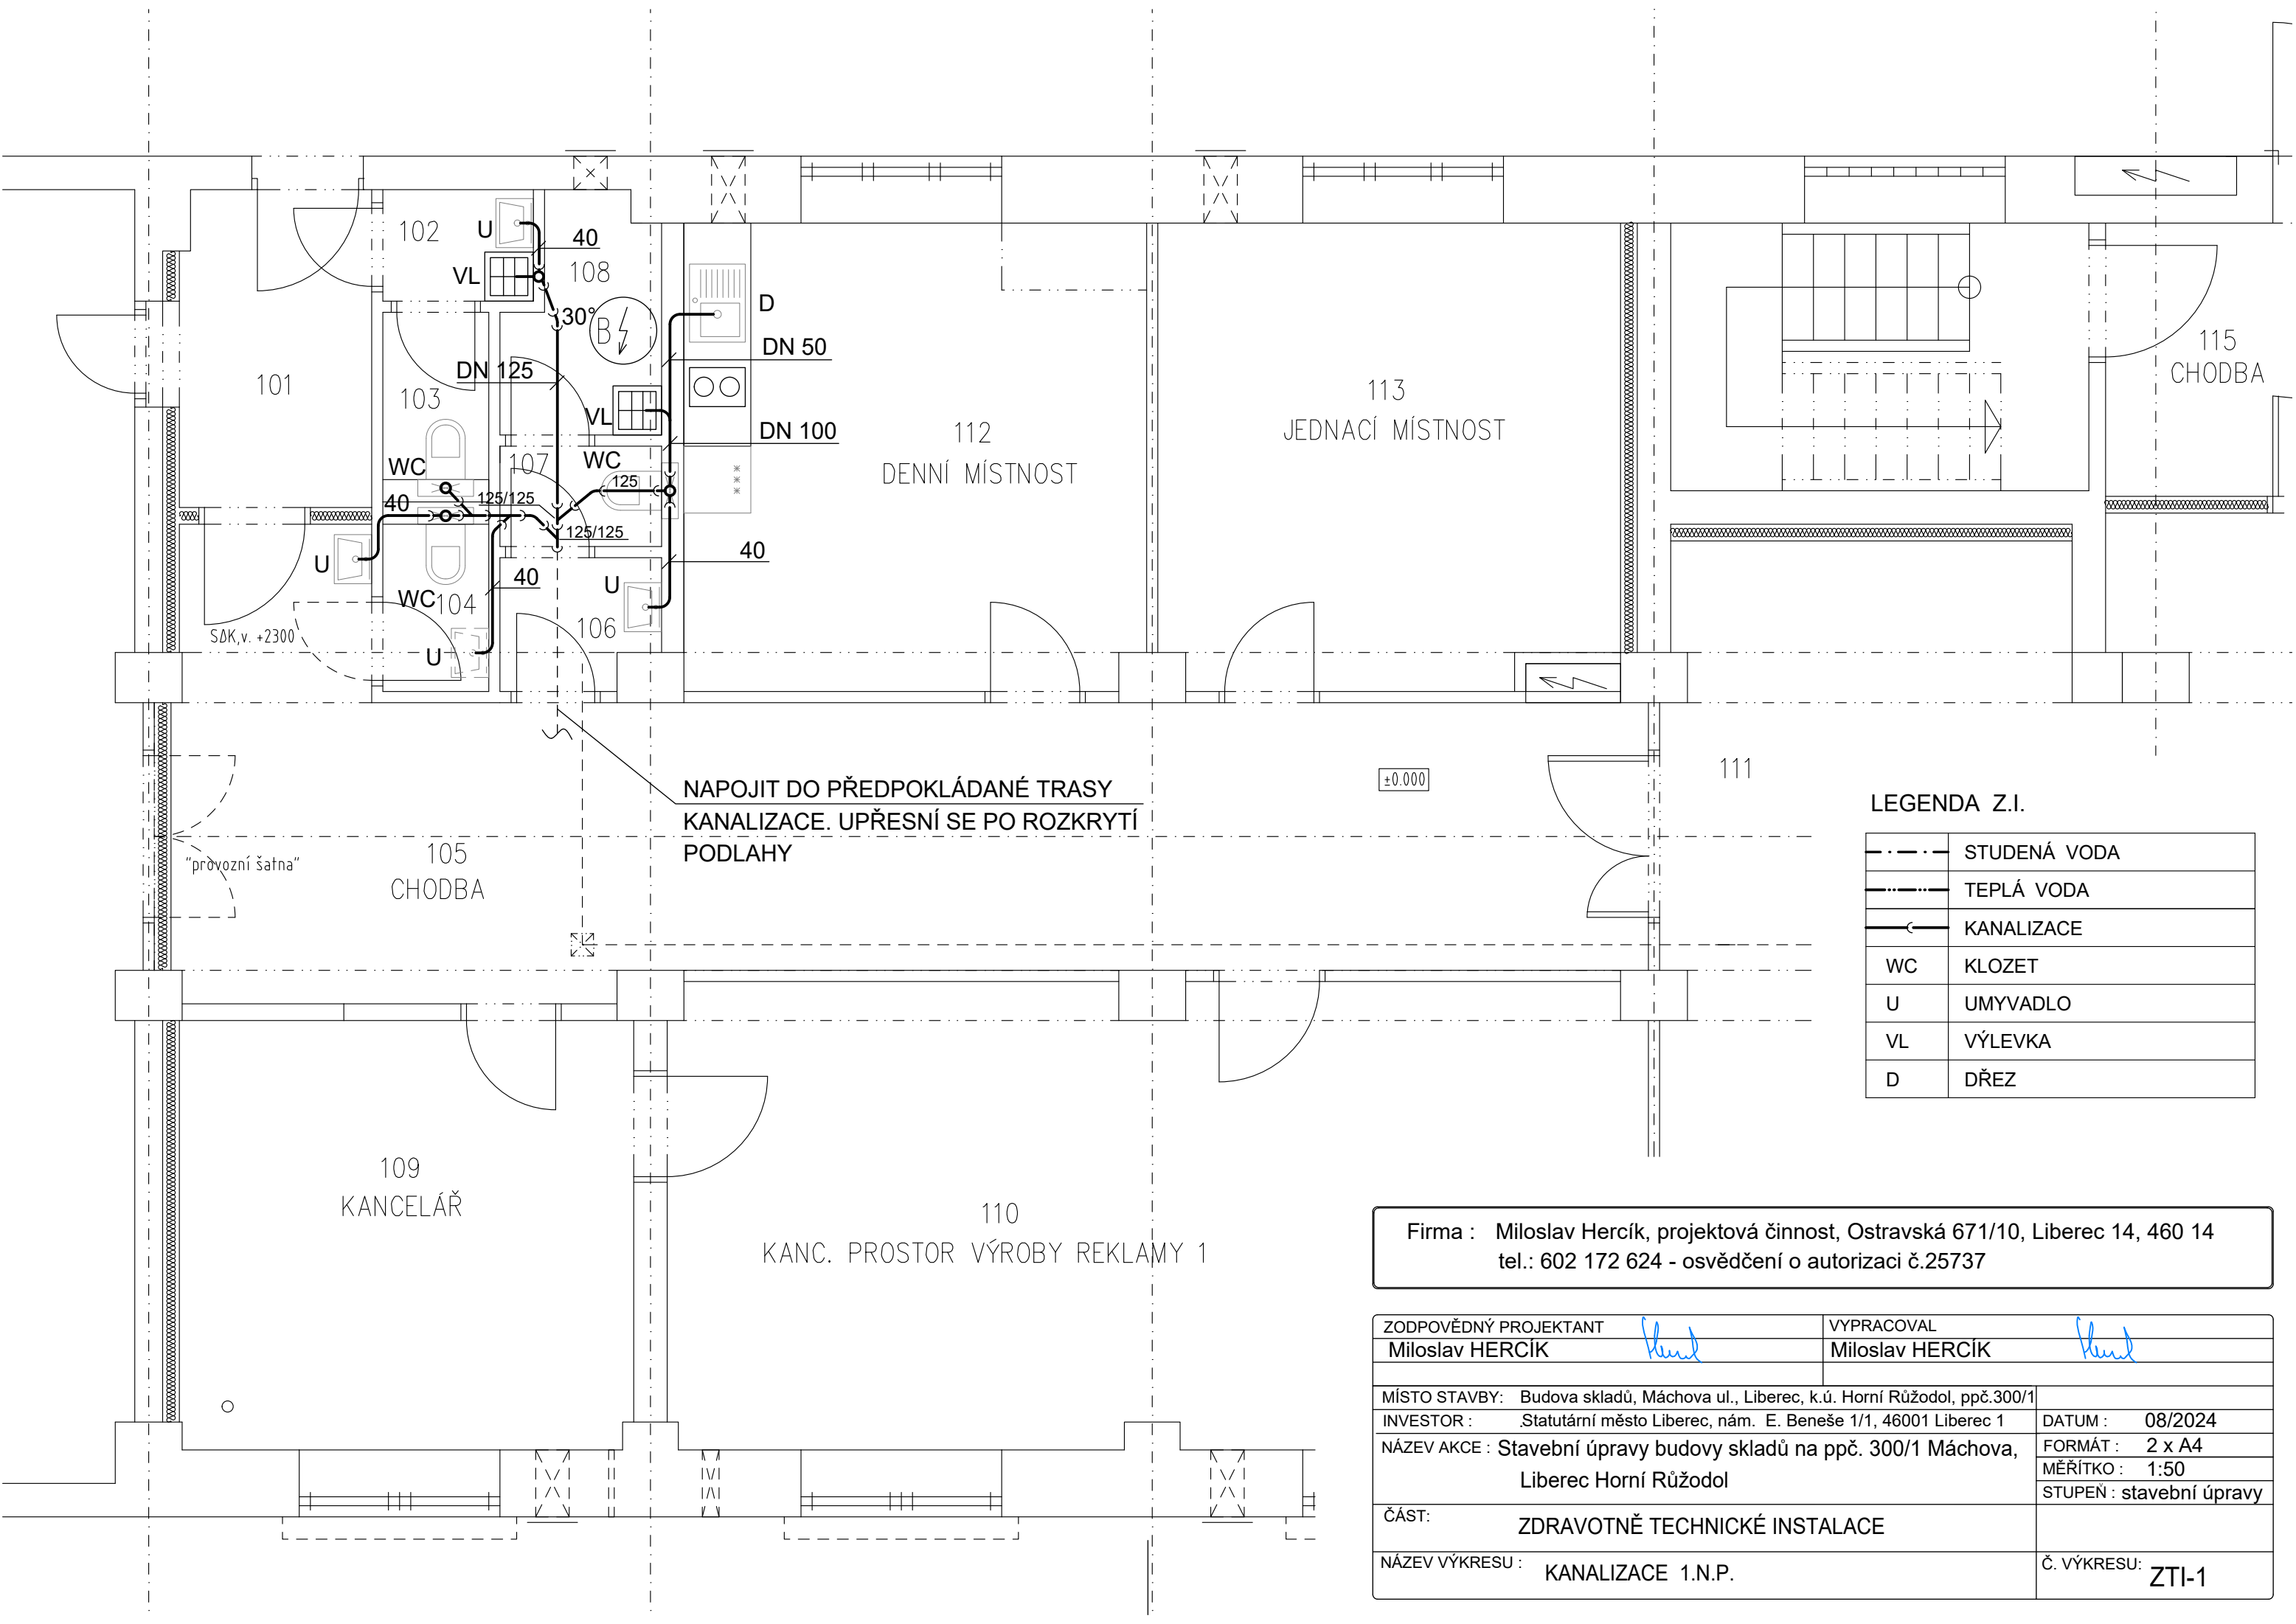 102
U
40
VL
108
30°
B
D
DN 50
DN 125
101
103
VL
DN 100
112
DENNÍ MÍSTNOST
113
JEDNACÍ MÍSTNOST
115
CHODBA
WC
107
WC
125
40
125/125
125/125
40
U
40
U
WC
104
106
SDK,v. +2300
U
NAPOJIT DO PŘEDPOKLÁDANÉ TRASY
KANALIZACE. UPŘESNÍ SE PO ROZKRYTÍ
PODLAHY
±0.000
111
"provozní šatna"
105
CHODBA
LEGENDA Z.I.
STUDENÁ VODA
TEPLÁ VODA
KANALIZACE
WC KLOZET
U UMYVADLO
VL VÝLEVKA
D DŘEZ
109
KANCELÁŘ
110
KANC. PROSTOR VÝROBY REKLAMY 1
Firma : Miloslav Hercík, projektová činnost, Ostravská 671/10, Liberec 14, 460 14
tel.: 602 172 624 - osvědčení o autorizaci č.25737
ZODPOVĚDNÝ PROJEKTANT
Miloslav HERCÍK
VYPRACOVAL
Miloslav HERCÍK
MÍSTO STAVBY: Budova skladů, Máchova ul., Liberec, k.ú. Horní Růžodol, ppč.300/1
INVESTOR : .Statutární město Liberec, nám. E. Beneše 1/1, 46001 Liberec 1
DATUM : 08/2024
NÁZEV AKCE : Stavební úpravy budovy skladů na ppč. 300/1 Máchova,
Liberec Horní Růžodol
FORMÁT : 2 x A4
MĚŘÍTKO : 1:50
STUPEŇ : stavební úpravy
ČÁST: ZDRAVOTNĚ TECHNICKÉ INSTALACE
NÁZEV VÝKRESU : KANALIZACE 1.N.P.
Č. VÝKRESU: ZTI-1